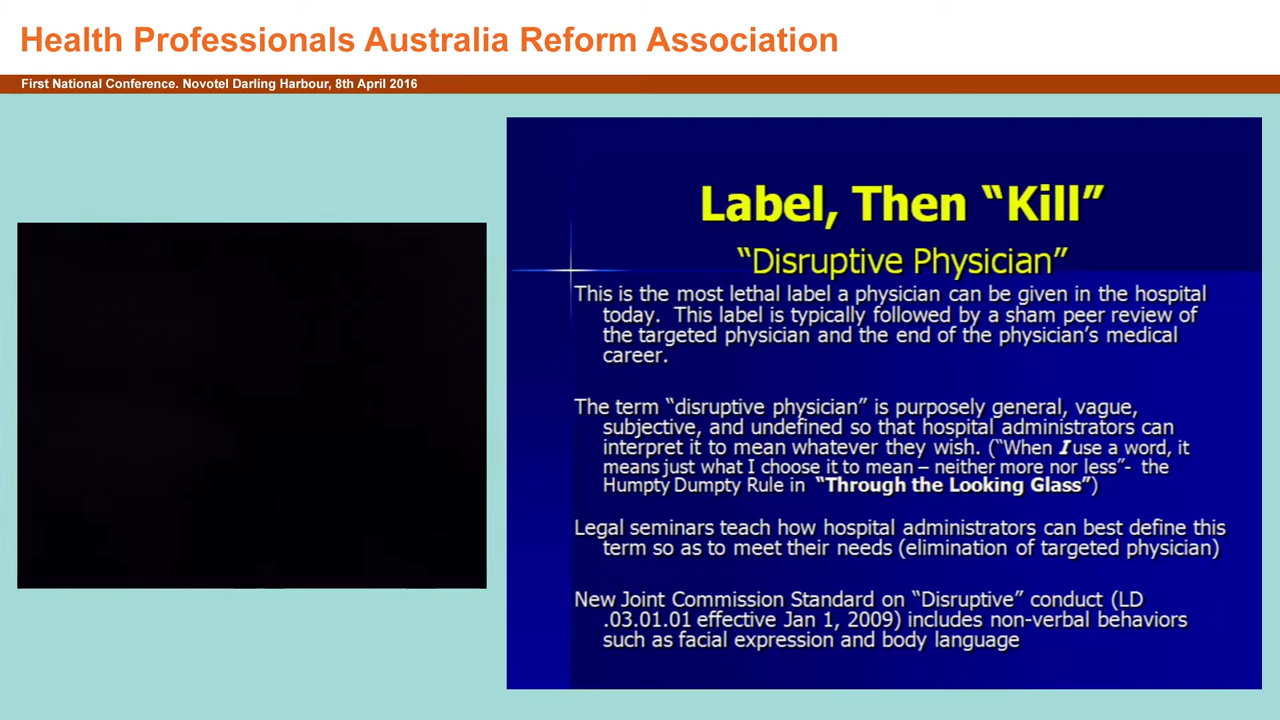 Health Professionals Australia Reform Association
First National Conference. Novotel Darling Harbour, 8th April 2016
Label, Then “Kill”
“Disruptive Physician”
This is the most lethal label a physician can be given in the hospital
today.  This label is typically followed by a sham peer review of
the targeted physician and the end of the physician’s medical
career.
The term “disruptive physician” is purposely general, vague,
subjective, and undefined so that hospital administrators can
interpret it to mean whatever they wish. (“When I use a word, it
means just what I choose it to mean – neither more nor less”-  the
Humpty Dumpty Rule in  “Through the Looking Glass”)
Legal seminars teach how hospital administrators can best define this
term so as to meet their needs (elimination of targeted physician)
New Joint Commission Standard on “Disruptive” conduct (LD
.03.01.01 effective Jan 1, 2009) includes non-verbal behaviors
such as facial expression and body language